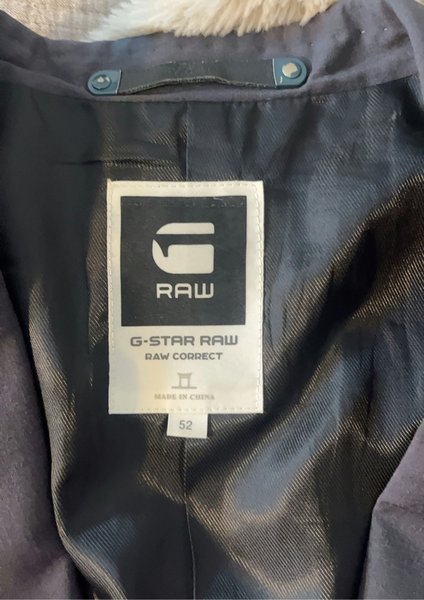 RAW
G-STAR RAW
RAW CORRECT
MADE IN CHINA
52